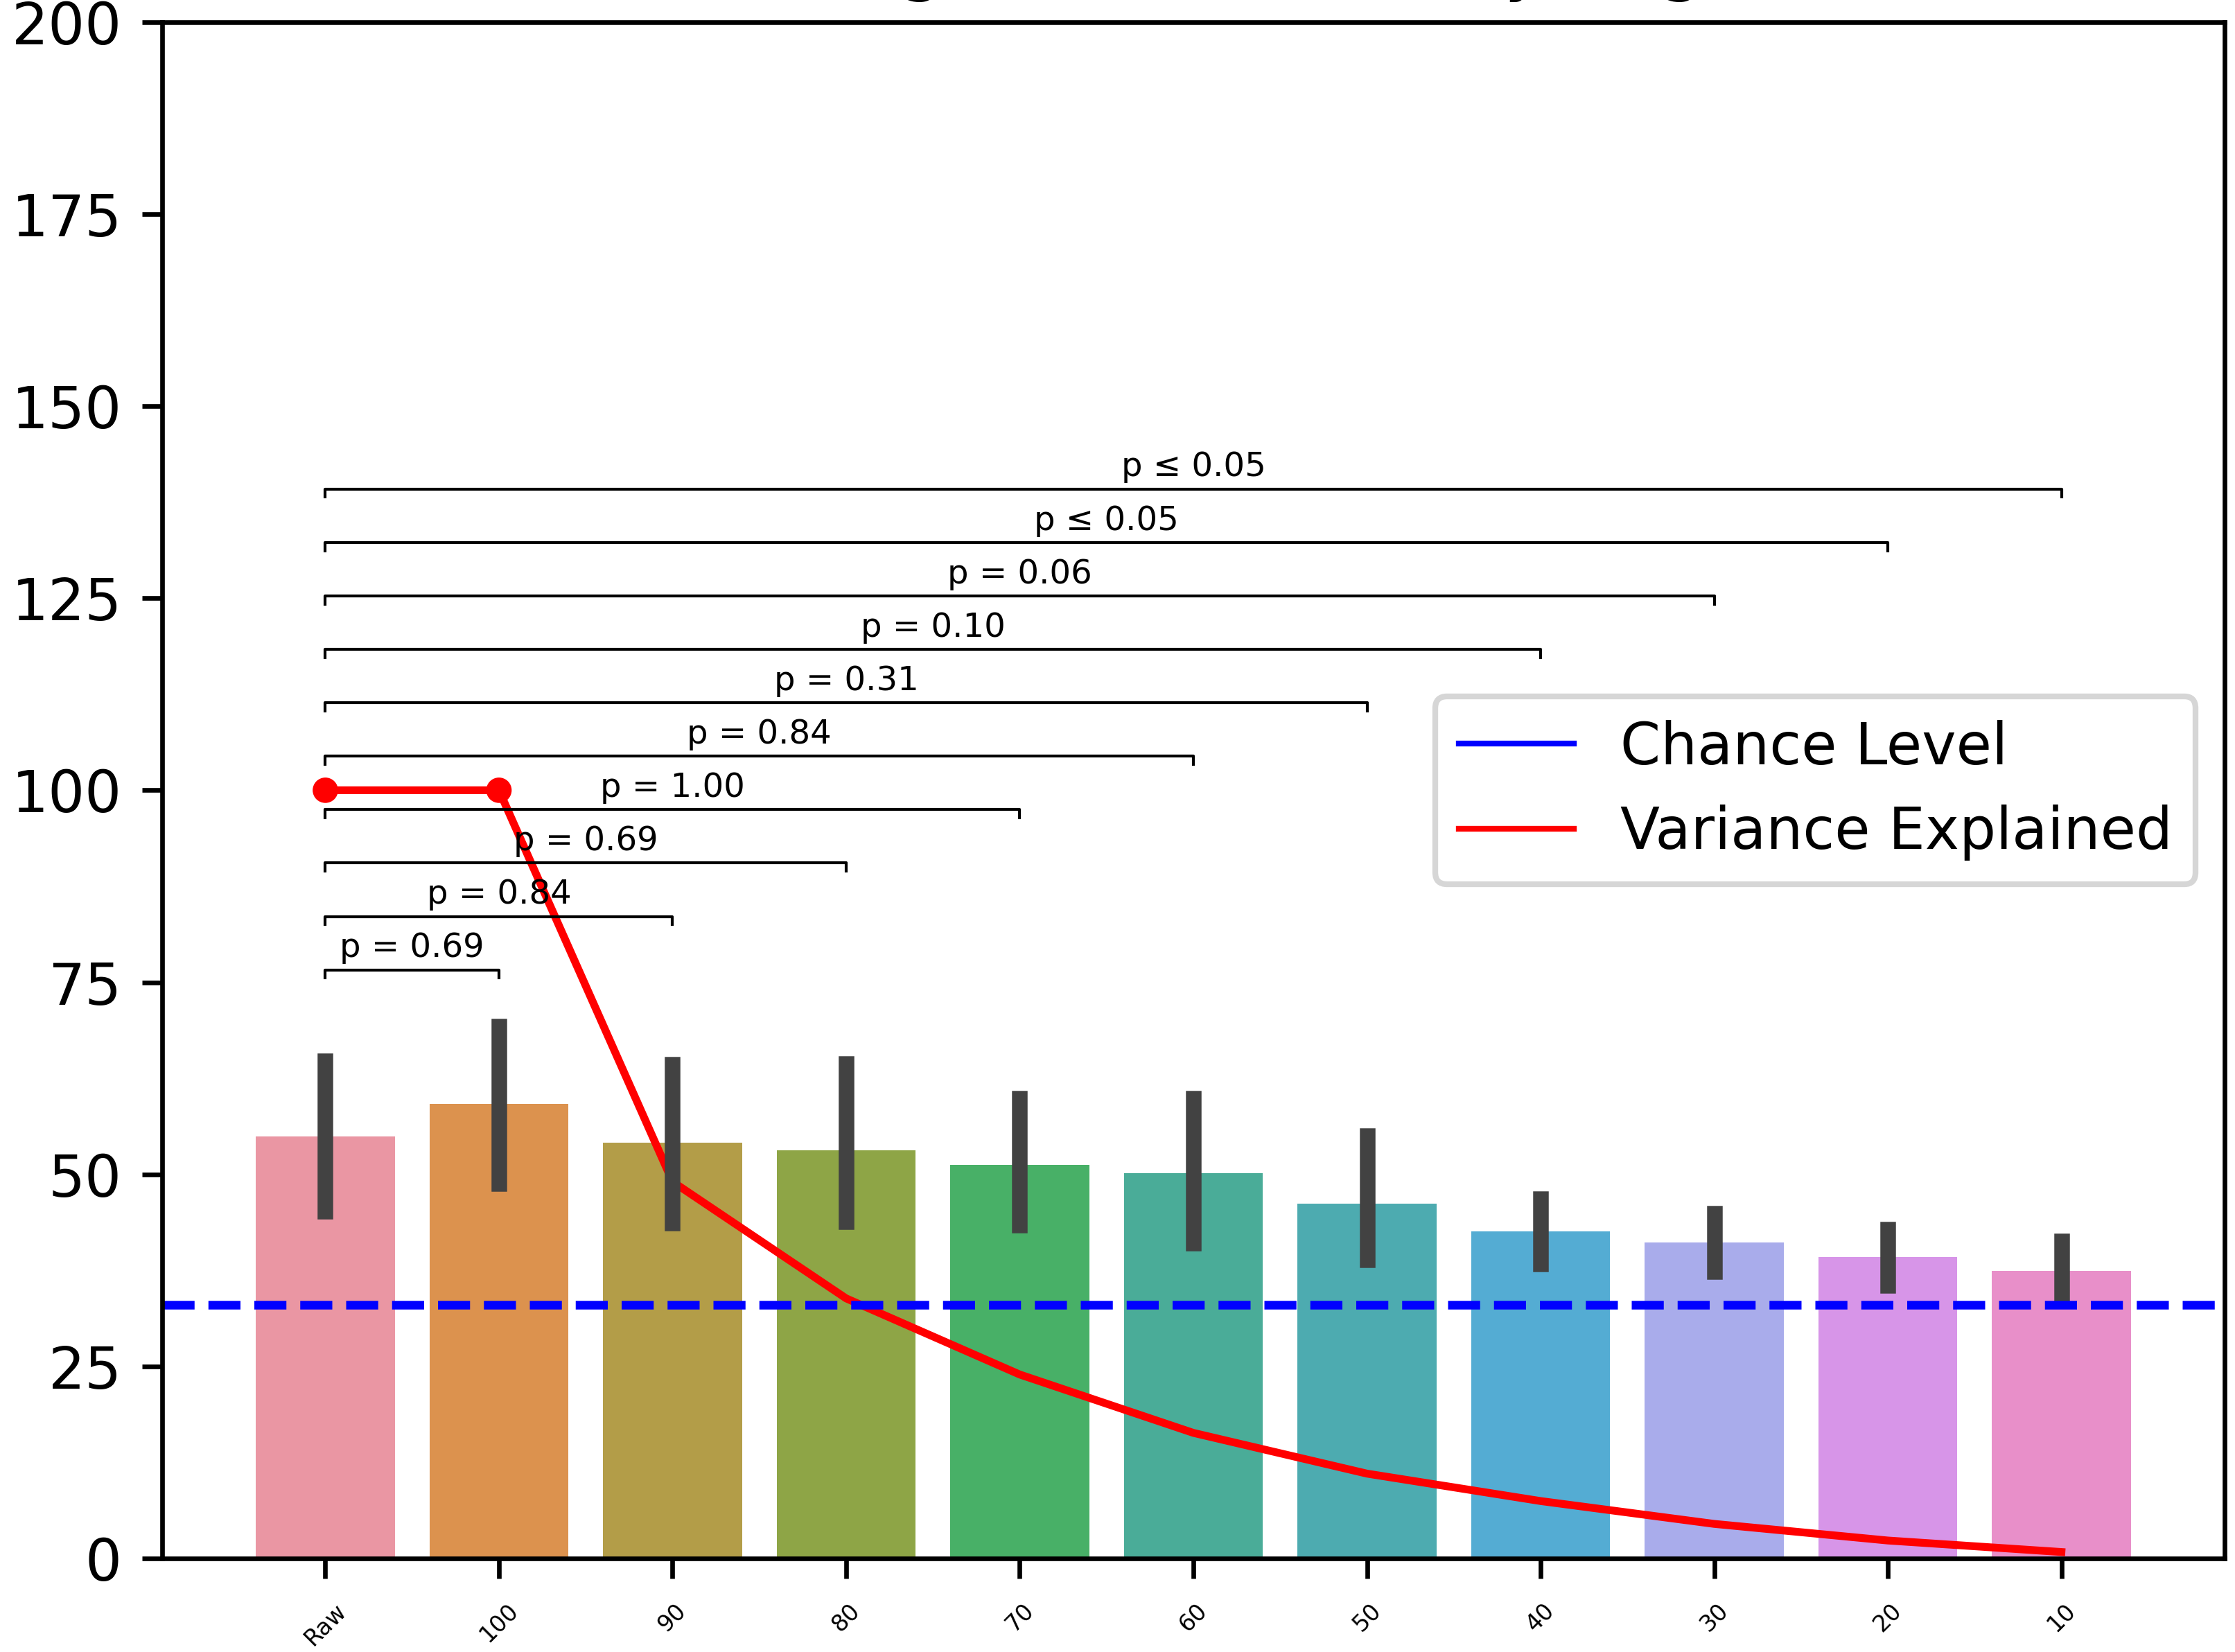 200
175
150
125
100
75
50
25
0
p ≤ 0.05
p ≤ 0.05
p = 0.06
p = 0.10
p = 0.31
p = 0.84
p = 1.00
p = 0.69
p = 0.84
p = 0.69
Chance Level
Variance Explained
Raw 100 90 80 70 60 50 40 30 20 10